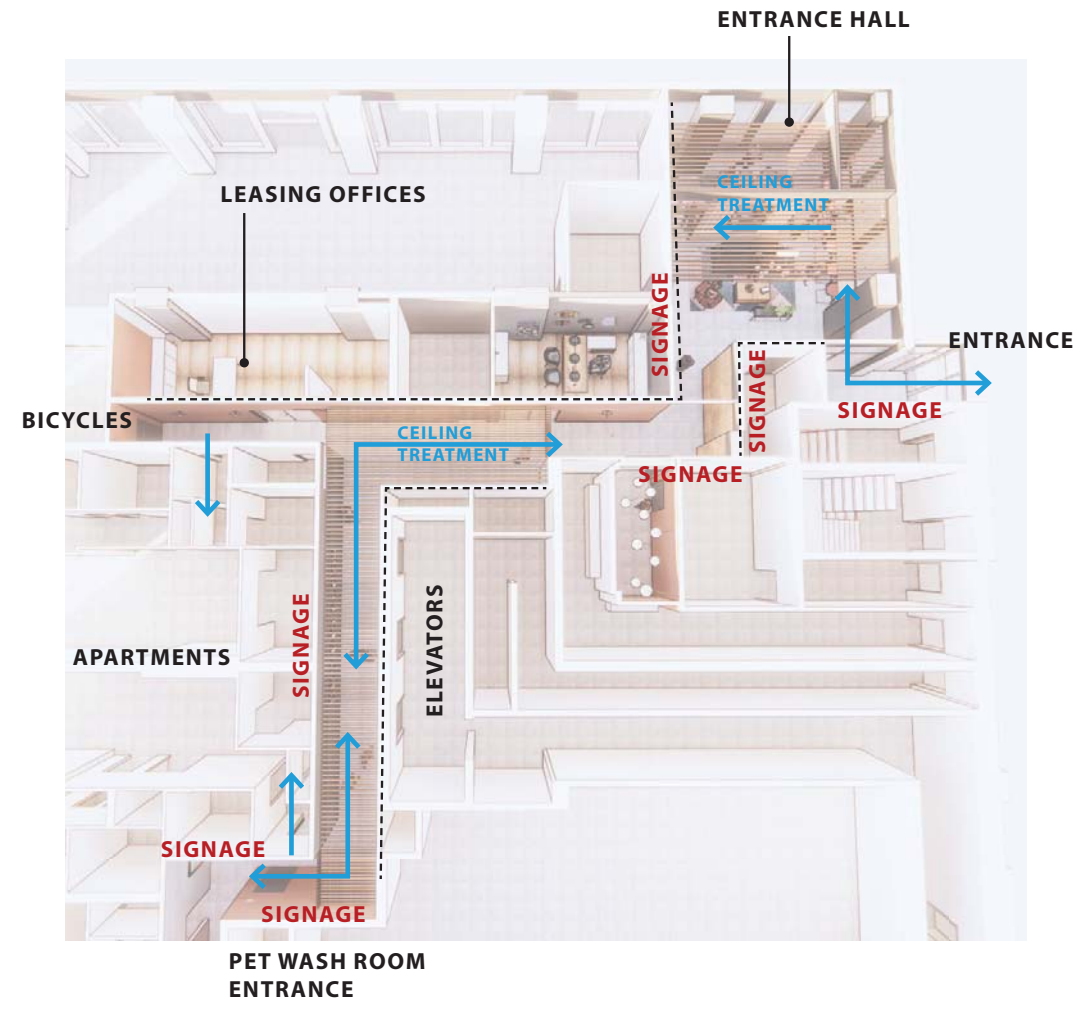 ENTRANCE HALL
CEILING
TREATMENT
LEASING OFFICES
SIGNAGE
ENTRANCE
SIGNAGE
SIGNAGE
BICYCLES
CEILING
TREATMENT
SIGNAGE
SIGNAGE
ELEVATORS
APARTMENTS
SIGNAGE
SIGNAGE
PET WASH ROOM
ENTRANCE